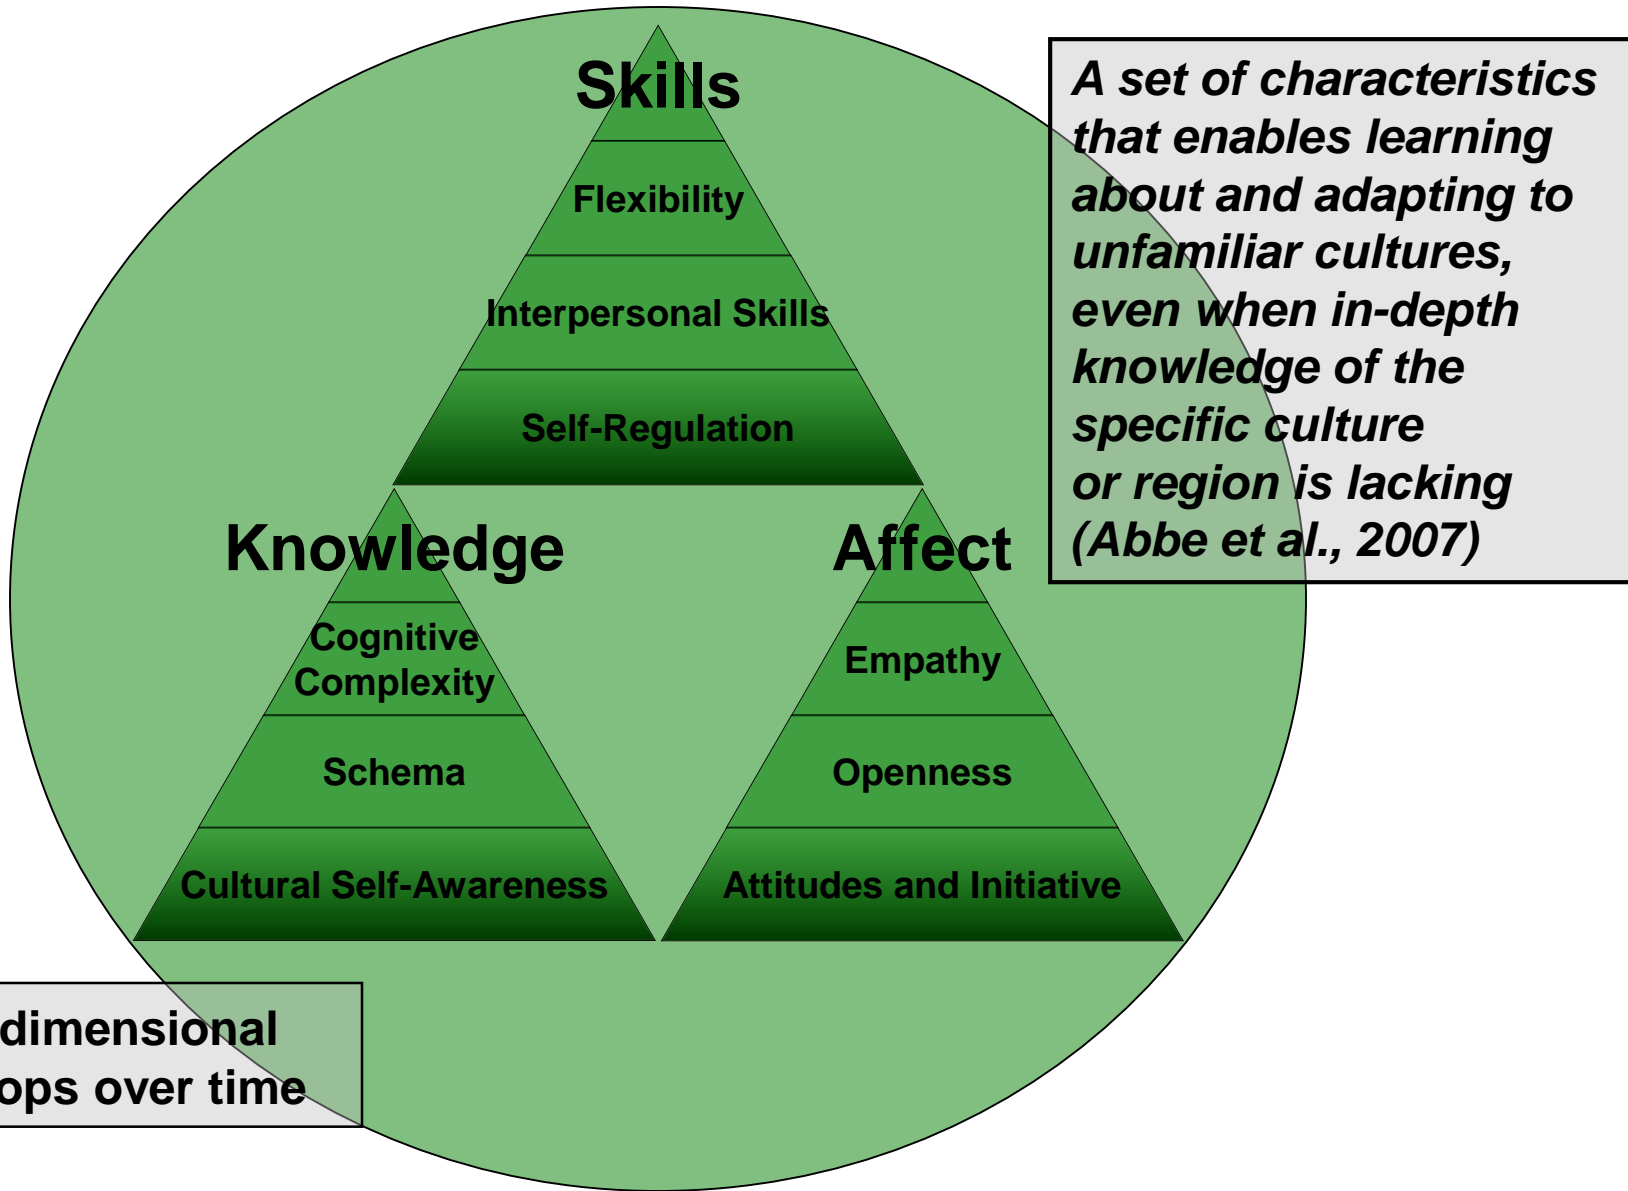 Skills
Flexibility
Interpersonal Skills
Self-Regulation
A set of characteristics
that enables learning
about and adapting to
unfamiliar cultures,
even when in-depth
knowledge of the
specific culture
or region is lacking
(Abbe et al., 2007)
Knowledge
Cognitive
Complexity
Schema
Cultural Self-Awareness
Affect
Empathy
Openness
Attitudes and Initiative
dimensional
ops over time